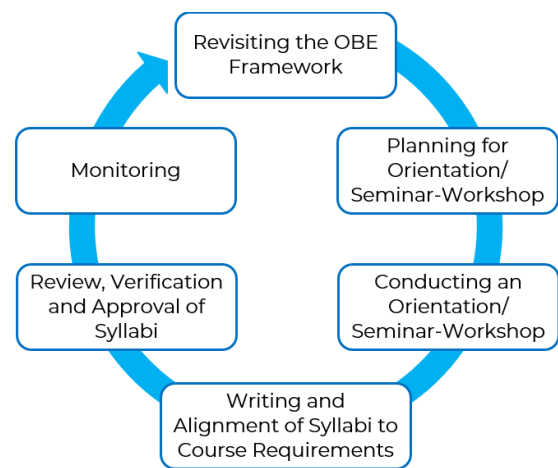 Revisiting the OBE
Framework
Planning for
Orientation/
Seminar-Workshop
Conducting an
Orientation/
Seminar-Workshop
Writing and
Alignment of Syllabi to
Course Requirements
Review, Verification
and Approval of
Syllabi
Monitoring